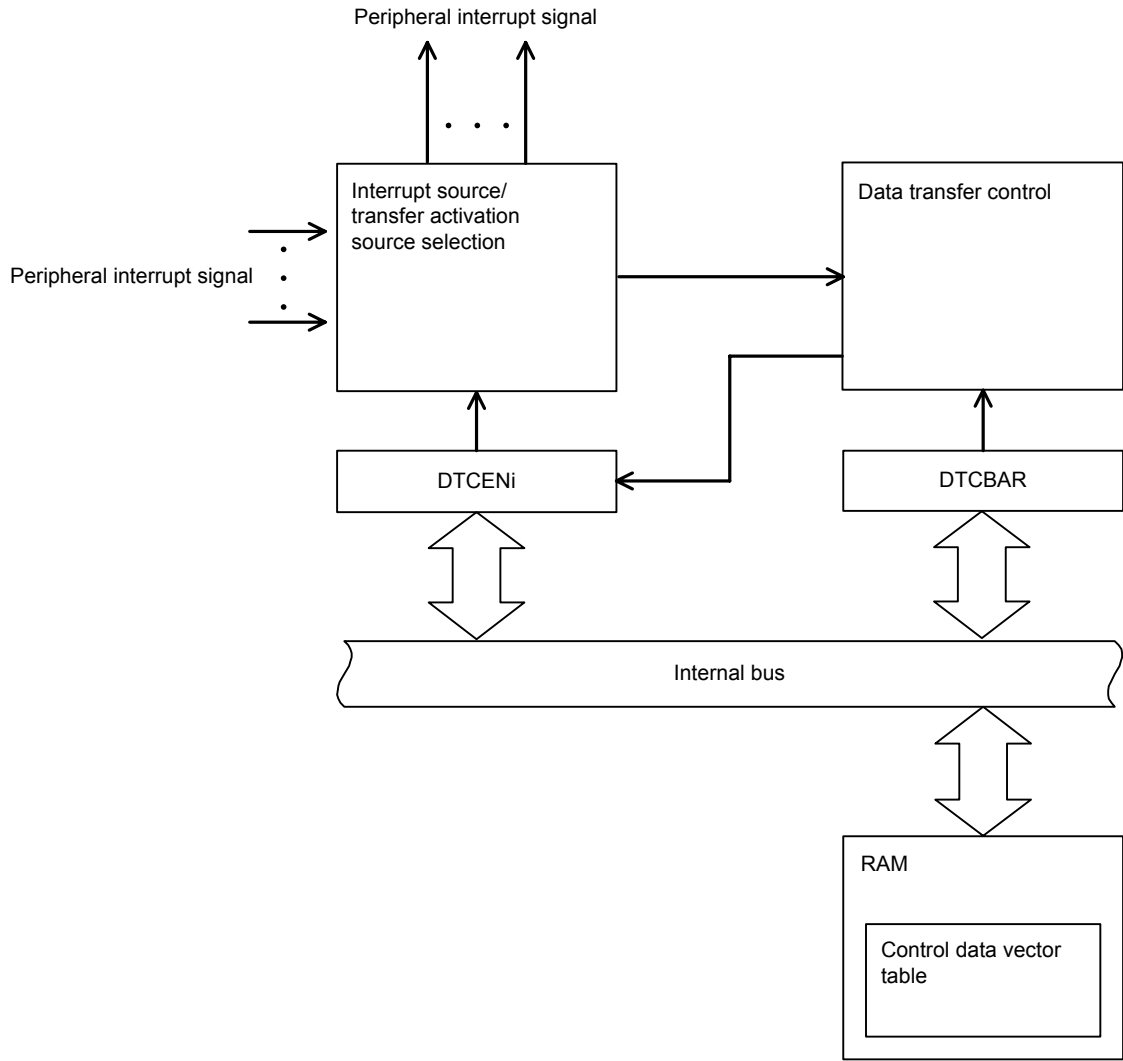 Peripheral interrupt signal
Interrupt source/
transfer activation
source selection
Data transfer control
Peripheral interrupt signal
DTCENi
DTCBAR
Internal bus
RAM
Control data vector
table